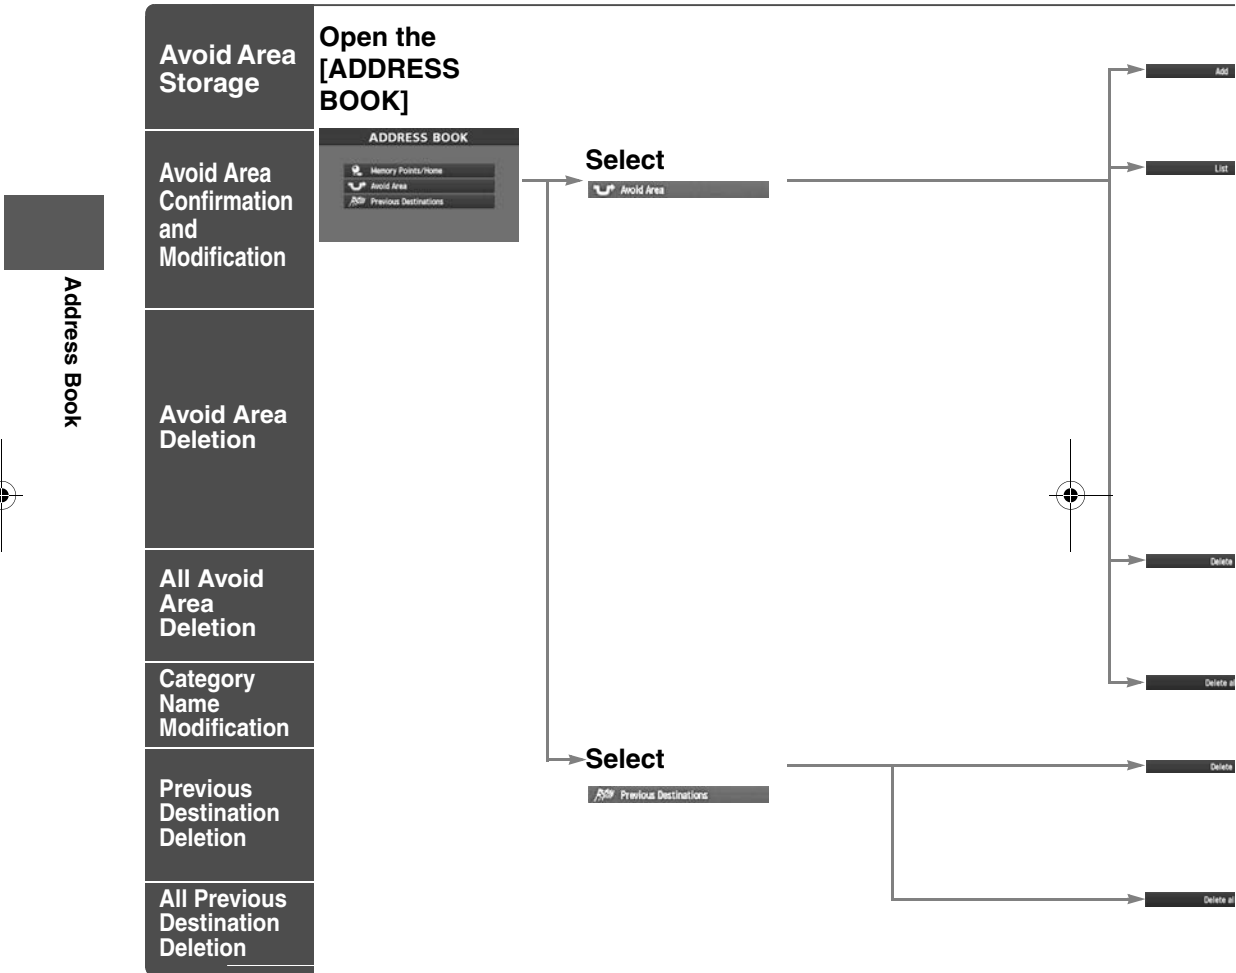 Avoid Area
Storage
Open the
[ADDRESS
BOOK]
Add
ADDRESS BOOK
Memory Points/Home
Avoid Area
Previous Destinations
Avoid Area
Confirmation
and
Modification
Select
Avoid Area
List
Address Book
Avoid Area
Deletion
Delete
All Avoid
Area
Deletion
Delete al
Category
Name
Modification
Select
Previous Destinations
Delete
Previous
Destination
Deletion
All Previous
Destination
Deletion
Delete al